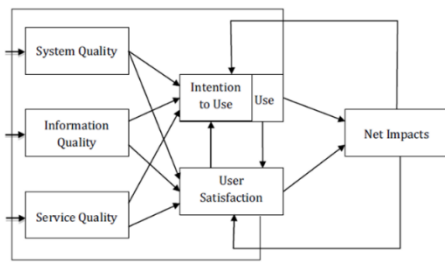 System Quality
Intention
to Use
Use
Information
Quality
Net Impacts
User
Satisfaction
Service Quality